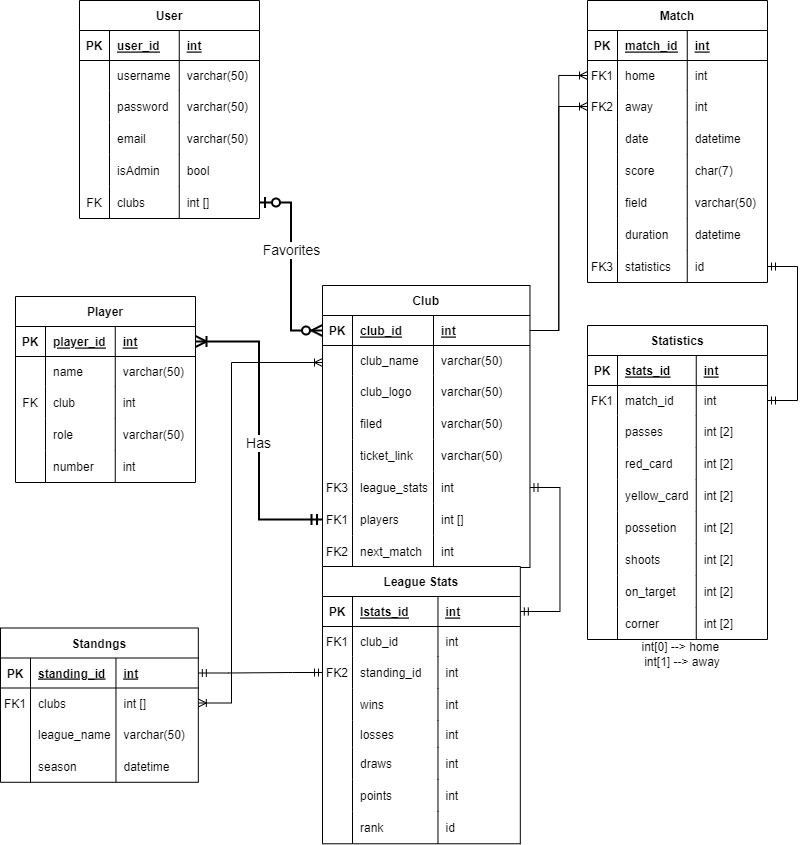 User
PK user_id int
username varchar(50)
password varchar(50)
email varchar(50)
isAdmin bool
FK clubs int []
Match
PK match_id int
FK1 home int
FK2 away int
date datetime
score char(7)
field varchar(50)
duration datetime
FK3 statistics id
Favorites
Player
PK player_id int
name varchar(50)
FK club int
role varchar(50)
number int
Has
Club
PK club_id int
club_name varchar(50)
club_logo varchar(50)
filed varchar(50)
ticket_link varchar(50)
FK3 league_stats int
FK1 players int []
FK2 next_match int
Statistics
PK stats_id int
FK1 match_id int
passes int [2]
red_card int [2]
yellow_card int [2]
possetion int [2]
shoots int [2]
on_target int [2]
corner int [2]
int[0] --> home
int[1] --> away
League Stats
PK lstats_id int
FK1 club_id int
FK2 standing_id int
wins int
losses int
draws int
points int
rank id
Standngs
PK standing_id int
FK1 clubs int []
league_name varchar(50)
season datetime